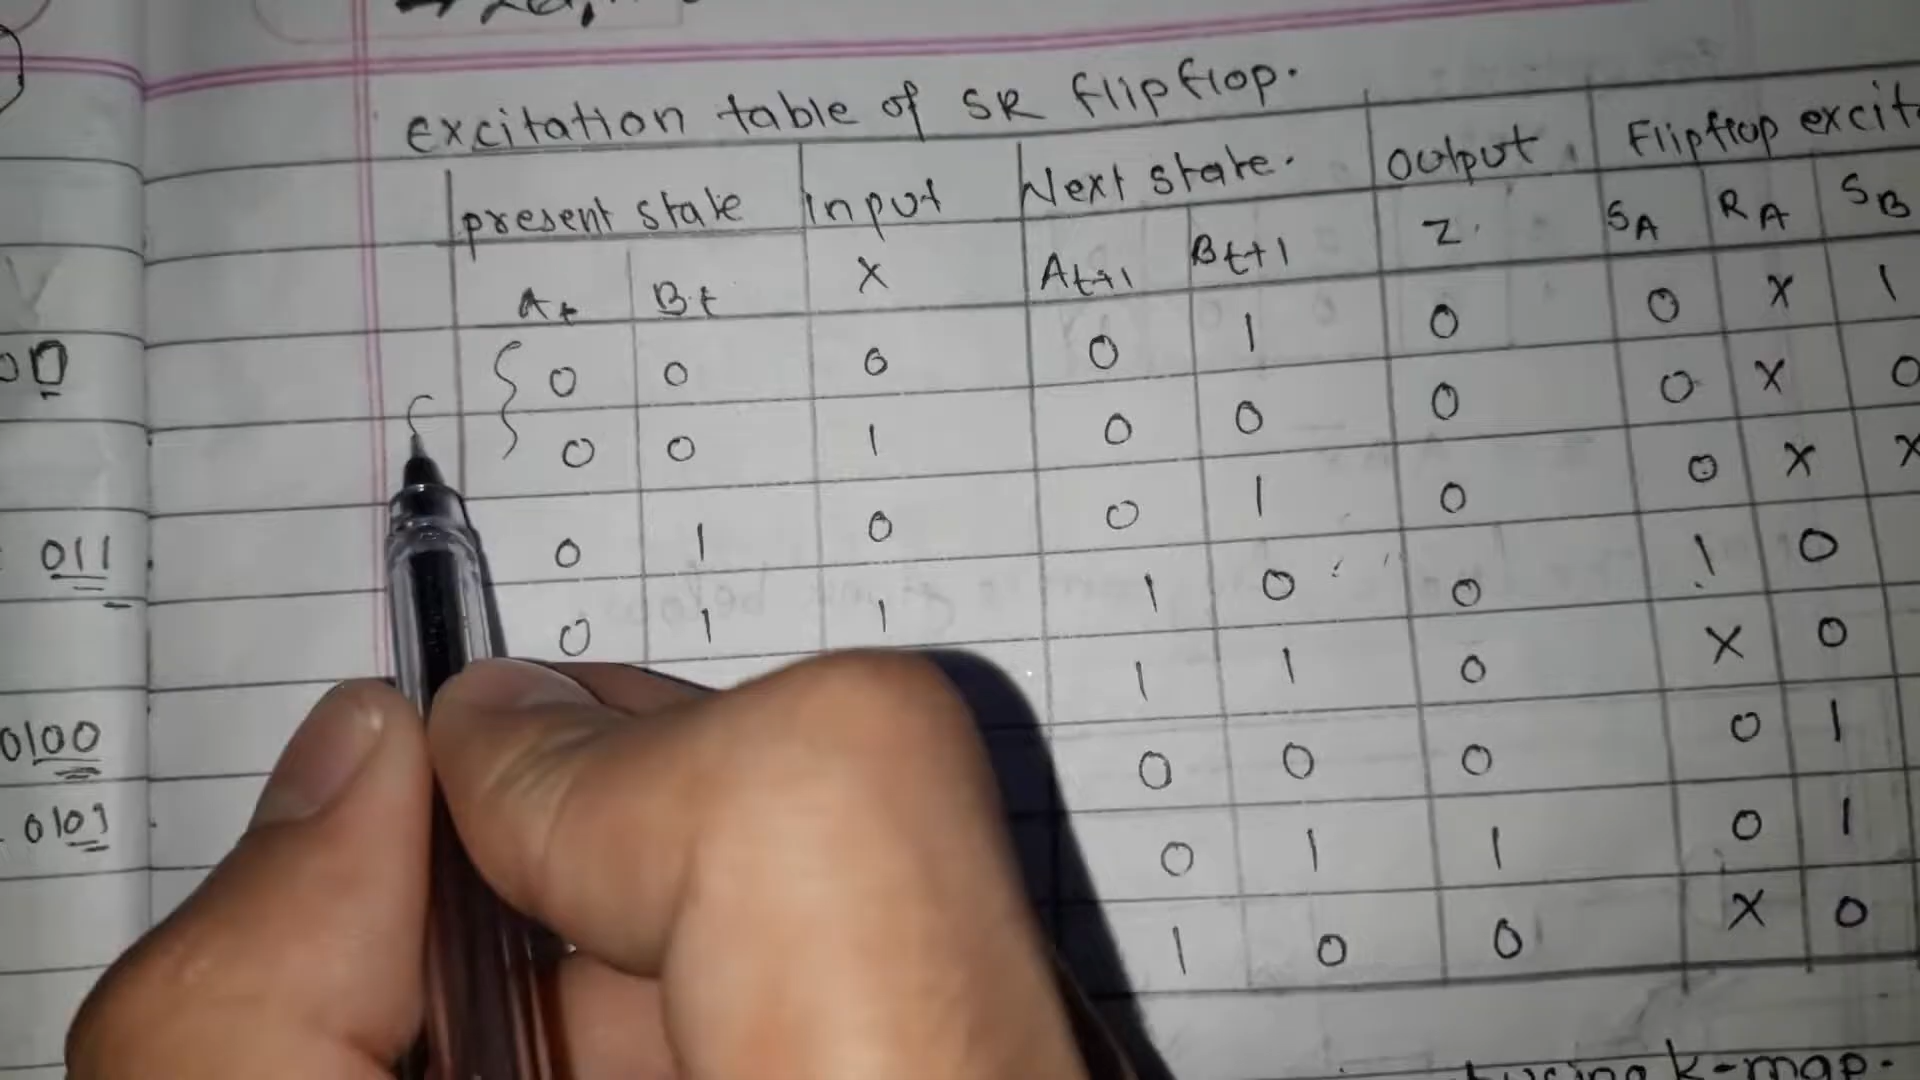 excitation table of SR flipflop.
present state Input Next state. Output Flipflop excit
At Bt X At+1 Bt+1 Z. SA RA SB
0 0 0 0 1 0 0 X 1
0 0 1 0 0 0 0 X 0
0 1 0 0 1 0 0 X X
0 1 1 1 0 0 1 0
1 1 0 X 0
0 0 0 0 1
0 1 1 0 1
1 0 0 X 0
011
0100
0101
using k-map.